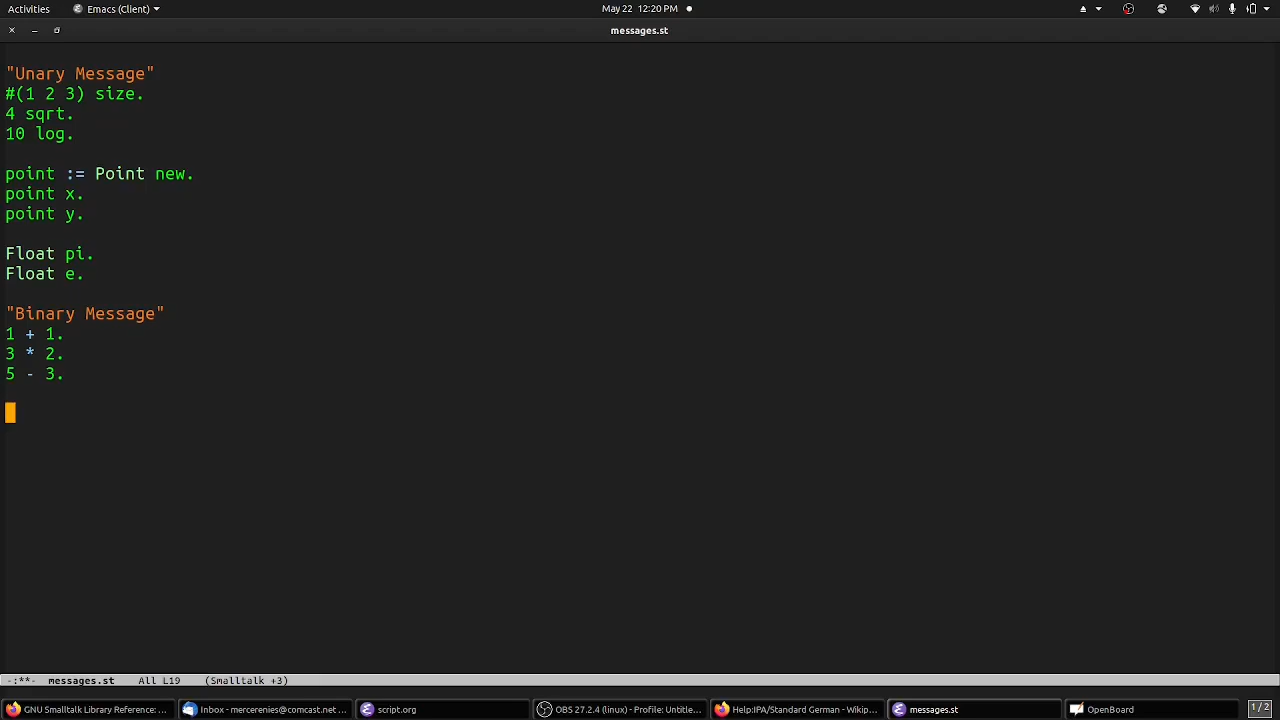 Activities
Emacs (Client)
May 22 12:20 PM
messages.st
"Unary Message"
#(1 2 3) size.
4 sqrt.
10 log.
point := Point new.
point x.
point y.
Float pi.
Float e.
"Binary Message"
1 + 1.
3 * 2.
5 - 3.
-:**- messages.st All L19 (Smalltalk +3)
GNU Smalltalk Library Reference: ...
Inbox - mercerenies@comcast.net ...
script.org
OBS 27.2.4 (linux) - Profile: Untitle...
Help:IPA/Standard German - Wikip...
messages.st
OpenBoard
1 / 2